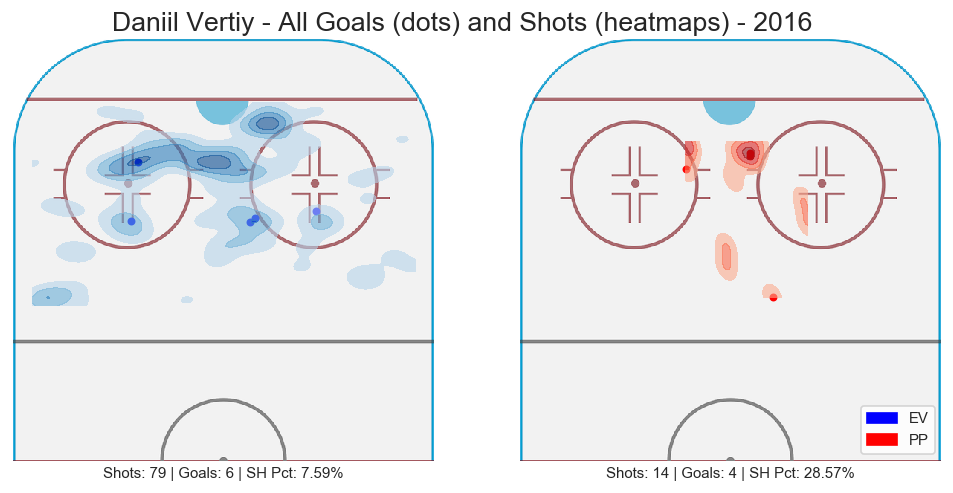 Daniil Vertiy - All Goals (dots) and Shots (heatmaps) - 2016
EV
PP
Shots: 79 | Goals: 6 | SH Pct: 7.59%
Shots: 14 | Goals: 4 | SH Pct: 28.57%